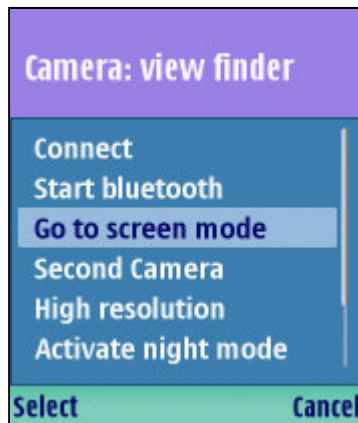 Camera: view finder
Connect
Start bluetooth
Go to screen mode
Second Camera
High resolution
Activate night mode
Select Cancel